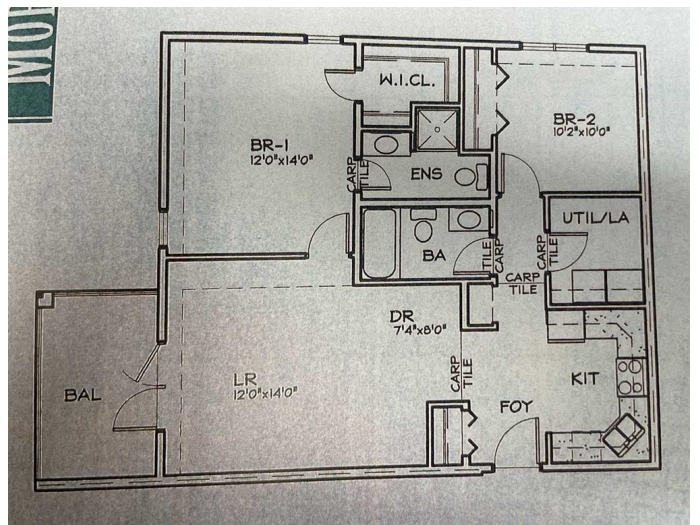 MOR
W.I.CL.
BR-1
12'0"x14'0"
BR-2
10'2"x10'0"
CARP
TILE
ENS
UTIL/LA
BA
TILE
CARP
CARP
TILE
CARP
TILE
DR
7'4"x8'0"
BAL
LR
12'0"x14'0"
CARP
TILE
KIT
FOY